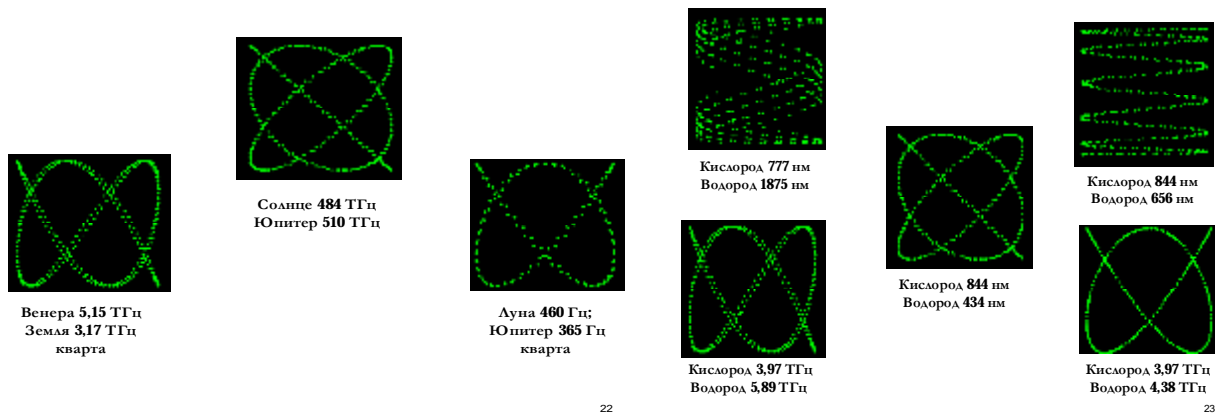 Венера 5,15 ТГц
Земля 3,17 ТГц
кварта
Солнце 484 ТГц
Юпитер 510 ТГц
Луна 460 Гц;
Юпитер 365 Гц
кварта
22
Кислород 777 нм
Водород 1875 нм
Кислород 3,97 ТГц
Водород 5,89 ТГц
Кислород 844 нм
Водород 434 нм
Кислород 844 нм
Водород 656 нм
Кислород 3,97 ТГц
Водород 4,38 ТГц
23